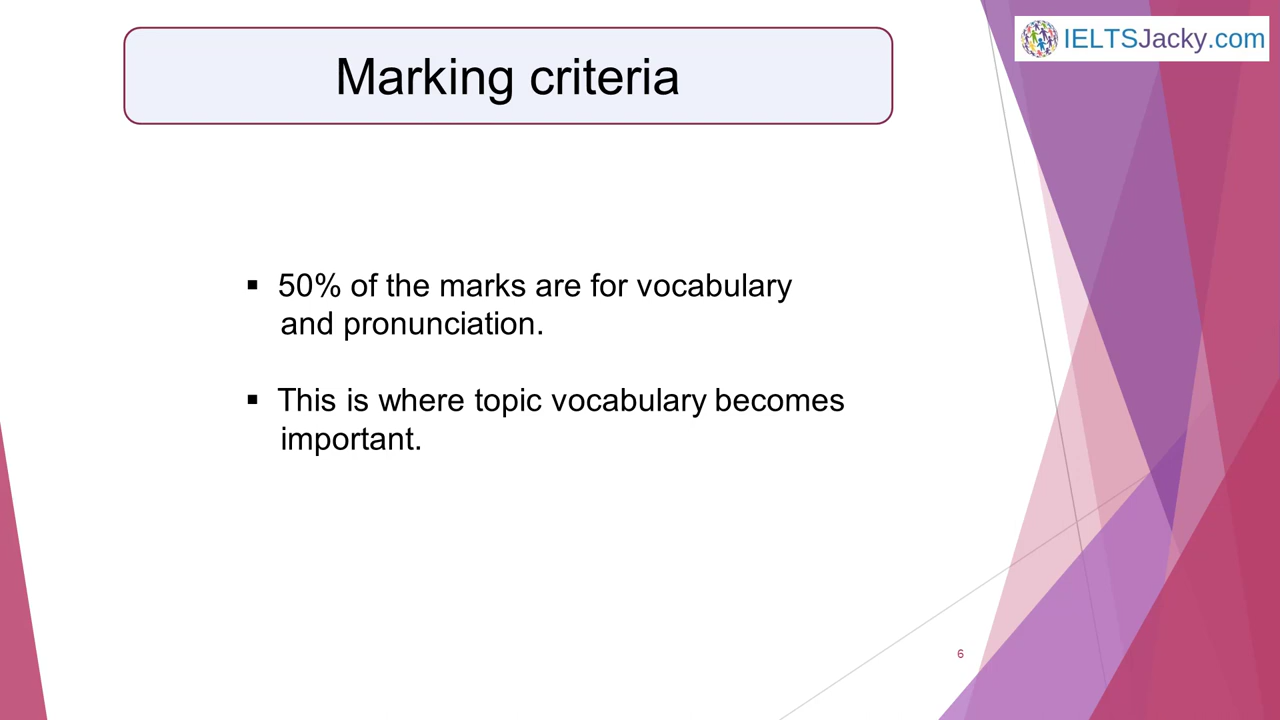 IELTSJacky.com
Marking criteria
▪ 50% of the marks are for vocabulary
and pronunciation.
▪ This is where topic vocabulary becomes
important.
6